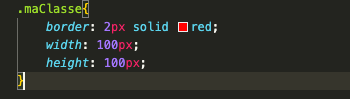 .maClasse{
    border: 2px solid red;
    width: 100px;
    height: 100px;
}